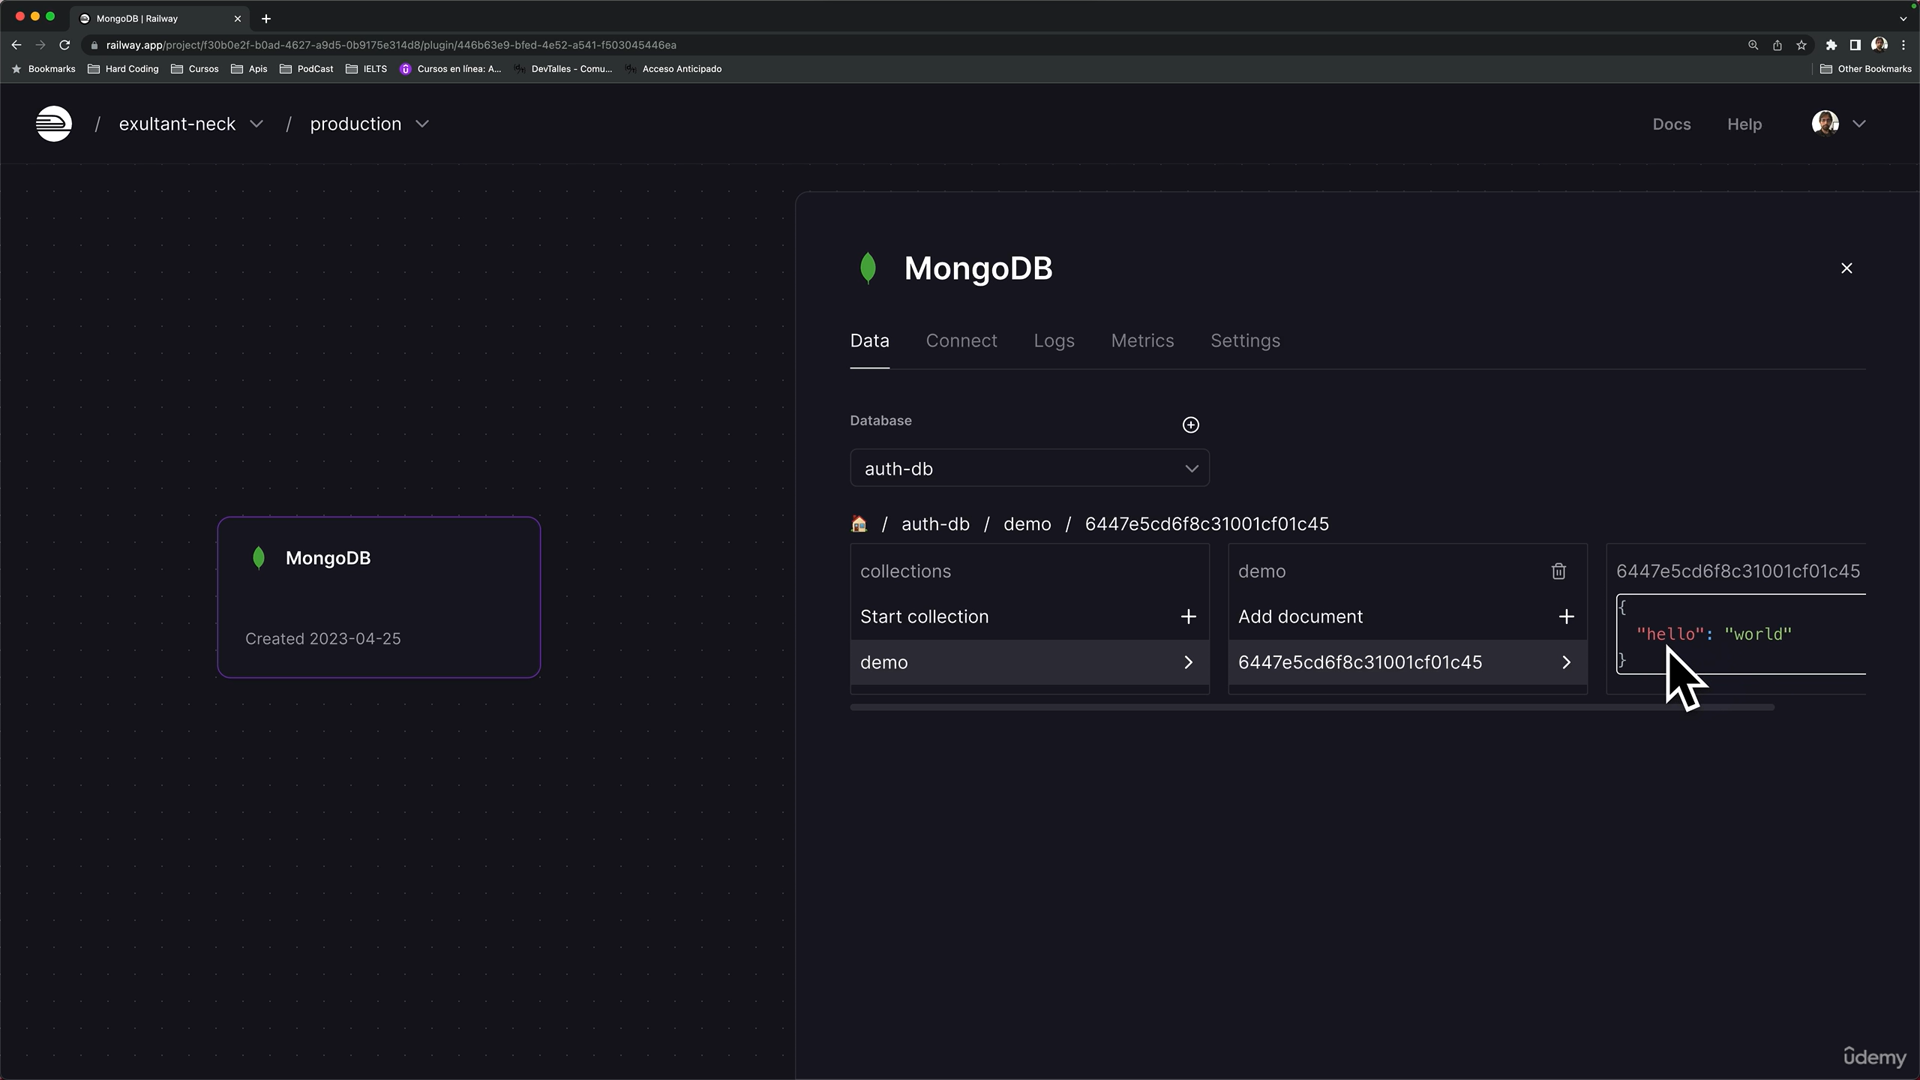 MongoDB | Railway
railway.app/project/f30b0e2f-b0ad-4627-a9d5-0b9175e314d8/plugin/446b63e9-bfed-4e52-a541-f503045446ea
Bookmarks Hard Coding Cursos Apis PodCast IELTS Cursos en línea: A... DevTalles - Comu... Acceso Anticipado Other Bookmarks
/ exultant-neck / production Docs Help
MongoDB
Created 2023-04-25
MongoDB
Data Connect Logs Metrics Settings
Database
auth-db
/ auth-db / demo / 6447e5cd6f8c31001cf01c45
collections
Start collection
demo
demo
Add document
6447e5cd6f8c31001cf01c45
6447e5cd6f8c31001cf01c45
{
"hello": "world"
}
ûdemy